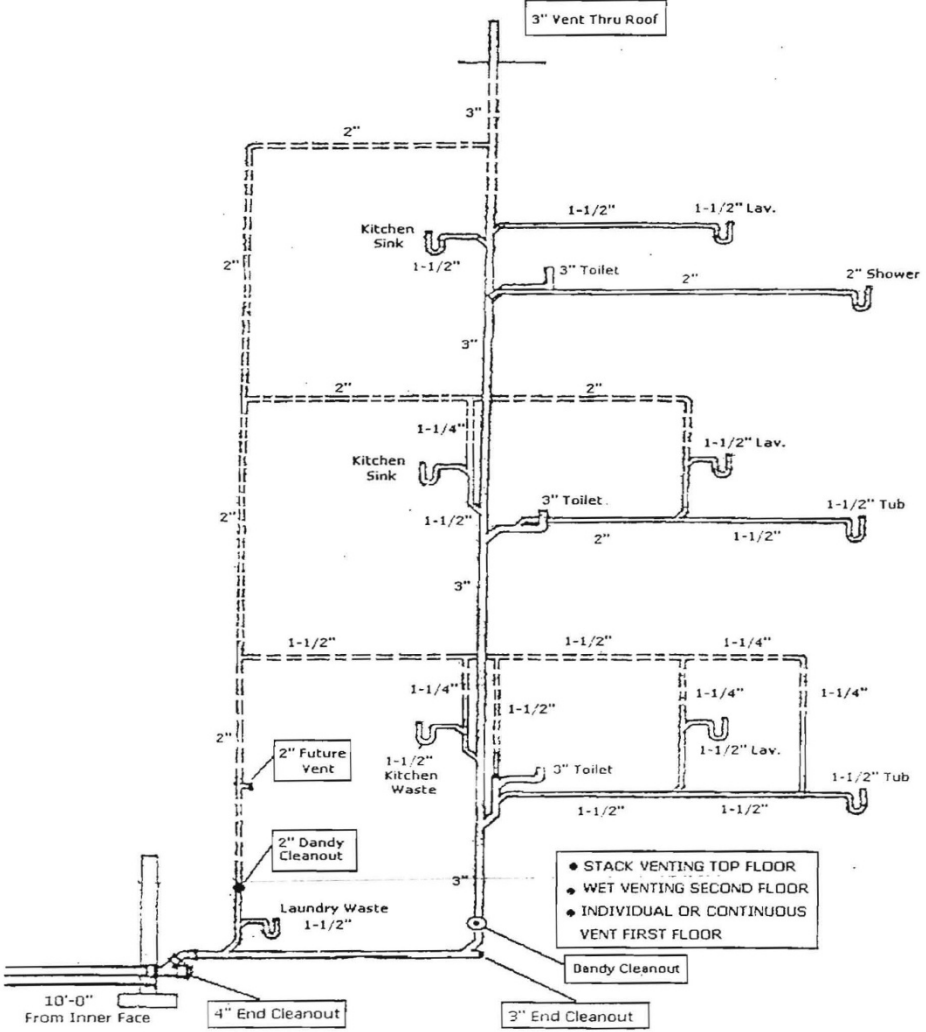 3" Vent Thru Roof
3"
2"
1-1/2"
1-1/2" Lav.
Kitchen
Sink
1-1/2"
2"
3" Toilet
2"
2" Shower
3"
2"
2"
1-1/4"
1-1/2" Lav.
Kitchen
Sink
3" Toilet
1-1/2" Tub
1-1/2"
2"
2"
1-1/2"
3"
1-1/2"
1-1/2"
1-1/4"
1-1/4"
1-1/2"
1-1/4"
1-1/4"
2"
2" Future
Vent
1-1/2"
Kitchen
Waste
1-1/2" Lav.
3" Toilet
1-1/2" Tub
1-1/2"
1-1/2"
2" Dandy
Cleanout
3"
• STACK VENTING TOP FLOOR
• WET VENTING SECOND FLOOR
• INDIVIDUAL OR CONTINUOUS
VENT FIRST FLOOR
Laundry Waste
1-1/2"
Dandy Cleanout
10'-0"
From Inner Face
4" End Cleanout
3" End Cleanout